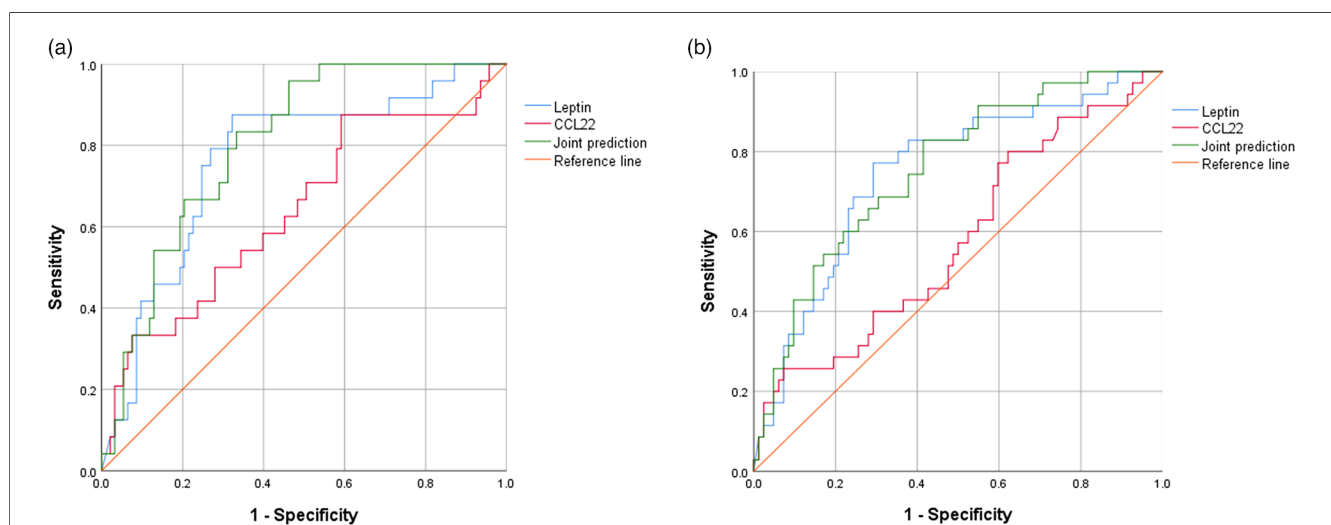 (a)
1.0
0.8
0.6
0.4
0.2
0.0
Sensitivity
0.0 0.2 0.4 0.6 0.8 1.0
1 - Specificity
Leptin
CCL22
Joint prediction
Reference line
(b)
1.0
0.8
0.6
0.4
0.2
0.0
Sensitivity
0.0 0.2 0.4 0.6 0.8 1.0
1 - Specificity
Leptin
CCL22
Joint prediction
Reference line